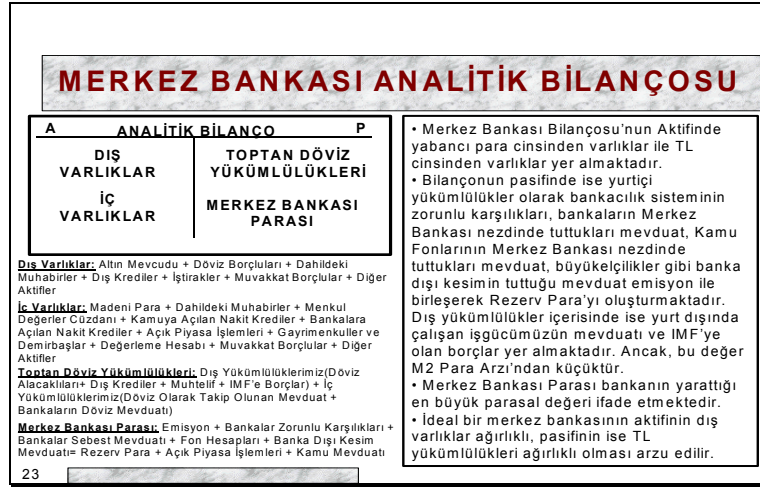 MERKEZ BANKASI ANALİTİK BİLANÇOSU
A ANALİTİK BİLANÇO P
DIŞ
VARLIKLAR
İÇ
VARLIKLAR
TOPTAN DÖVİZ
YÜKÜMLÜLÜKLERİ
MERKEZ BANKASI
PARASI
Dış Varlıklar: Altın Mevcudu + Döviz Borçluları + Dahildeki
Muhabirler + Dış Krediler + İştirakler + Muvakkat Borçlular + Diğer
Aktifler
İç Varlıklar: Madeni Para + Dahildeki Muhabirler + Menkul
Değerler Cüzdanı + Kamuya Açılan Nakit Krediler + Bankalara
Açılan Nakit Krediler + Açık Piyasa İşlemleri + Gayrimenkuller ve
Demirbaşlar + Değerleme Hesabı + Muvakkat Borçlular + Diğer
Aktifler
Toptan Döviz Yükümlülükleri: Dış Yükümlülüklerimiz(Döviz
Alacaklıları+ Dış Krediler + Muhtelif + IMF'e Borçlar) + İç
Yükümlülüklerimiz(Döviz Olarak Takip Olunan Mevduat +
Bankaların Döviz Mevduatı)
Merkez Bankası Parası: Emisyon + Bankalar Zorunlu Karşılıkları +
Bankalar Sebest Mevduatı + Fon Hesapları + Banka Dışı Kesim
Mevduatı= Rezerv Para + Açık Piyasa İşlemleri + Kamu Mevduatı
• Merkez Bankası Bilançosu'nun Aktifinde
yabancı para cinsinden varlıklar ile TL
cinsinden varlıklar yer almaktadır.
• Bilançonun pasifinde ise yurtiçi
yükümlülükler olarak bankacılık sisteminin
zorunlu karşılıkları, bankaların Merkez
Bankası nezdinde tuttukları mevduat, Kamu
Fonlarının Merkez Bankası nezdinde
tuttukları mevduat, büyükelçilikler gibi banka
dışı kesimin tuttuğu mevduat emisyon ile
birleşerek Rezerv Para'yı oluşturmaktadır.
Dış yükümlülükler içerisinde ise yurt dışında
çalışan işgücümüzün mevduatı ve IMF'ye
olan borçlar yer almaktadır. Ancak, bu değer
M2 Para Arzı'ndan küçüktür.
• Merkez Bankası Parası bankanın yarattığı
en büyük parasal değeri ifade etmektedir.
• İdeal bir merkez bankasının aktifinin dış
varlıklar ağırlıklı, pasifinin ise TL
yükümlülükleri ağırlıklı olması arzu edilir.
23